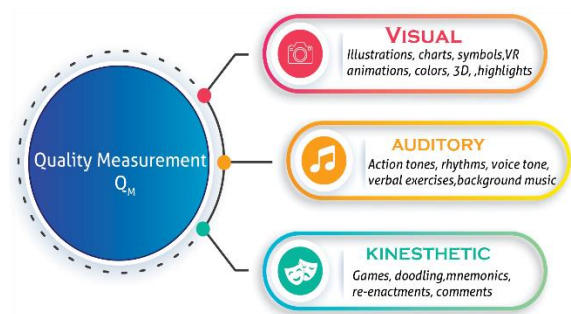 Quality Measurement
QM
VISUAL
Illustrations, charts, symbols,VR
animations, colors, 3D, ,highlights
AUDITORY
Action tones, rhythms, voice tone,
verbal exercises,background music
KINESTHETIC
Games, doodling,mnemonics,
re-enactments, comments